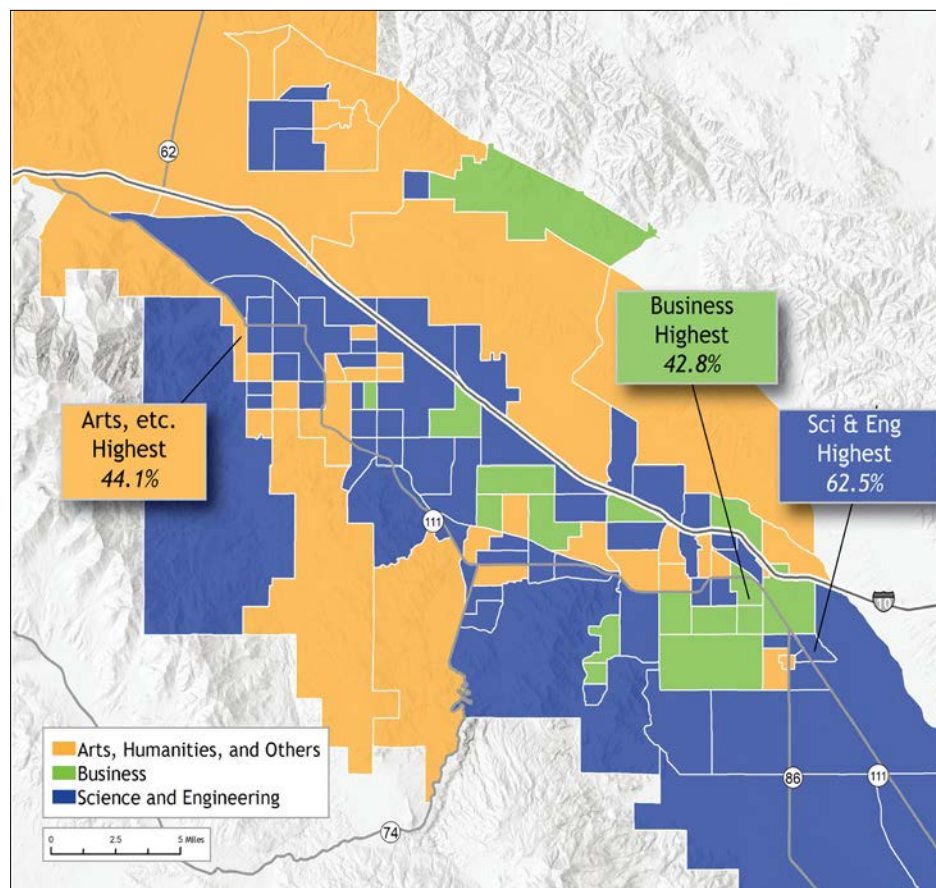 62
Business
Highest
42.8%
Arts, etc.
Highest
44.1%
Sci & Eng
Highest
62.5%
111
10
Arts, Humanities, and Others
Business
Science and Engineering
86
111
0 2.5 5 Miles
74